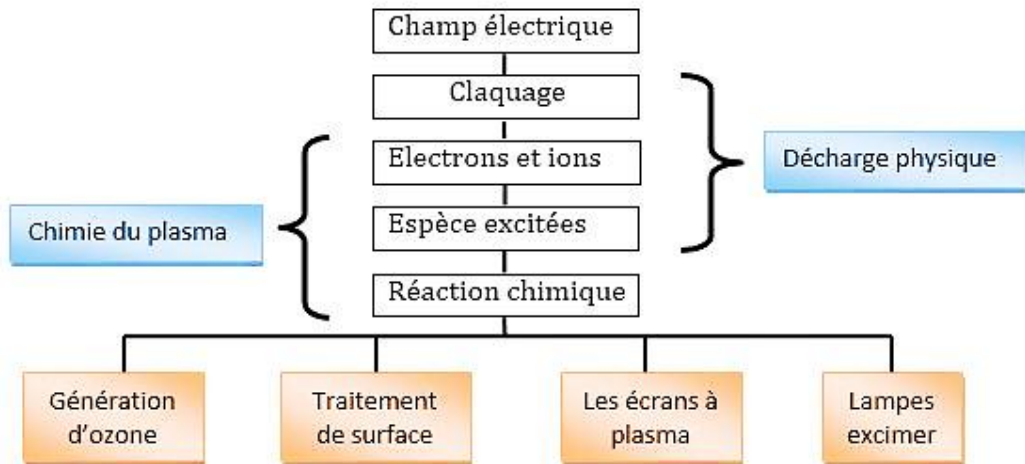 Champ électrique
Claquage
Electrons et ions
Décharge physique
Espèce excitées
Chimie du plasma
Réaction chimique
Génération
d'ozone
Traitement
de surface
Les écrans à
plasma
Lampes
excimer